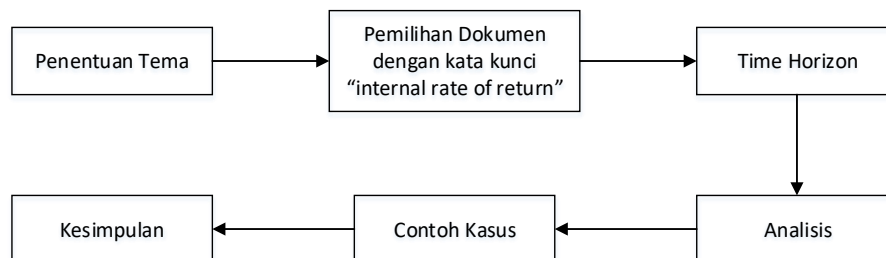 Penentuan Tema
Pemilihan Dokumen
dengan kata kunci
“internal rate of return”
Time Horizon
Analisis
Contoh Kasus
Kesimpulan